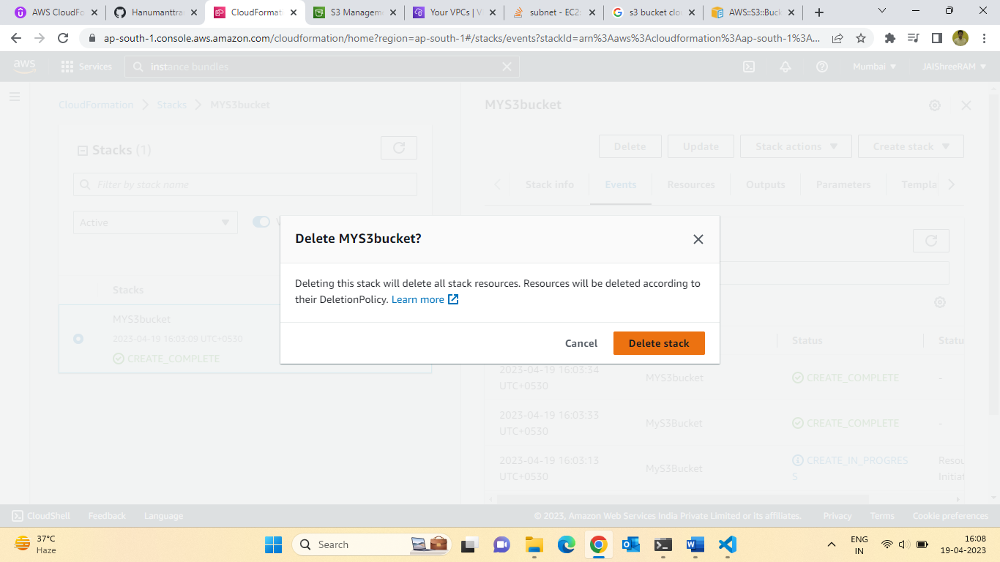 AWS CloudFo
Hanumanttra
CloudFormati
S3 Managem
Your VPCs | V
subnet - EC2:
s3 bucket clo
AWS::S3::Buck
ap-south-1.console.aws.amazon.com/cloudformation/home?region=ap-south-1#/stacks/events?stackId=arn%3Aaws%3Acloudformation%3Aap-south-1%3A...
aws
Services
instance bundles
Mumbai
JAIShreeRAM
CloudFormation
Stacks
MYS3bucket
Stacks (1)
Filter by stack name
Active
Stacks
MYS3bucket
2023-04-19 16:03:09 UTC+0530
CREATE_COMPLETE
MYS3bucket
Delete
Update
Stack actions
Create stack
Stack info
Events
Resources
Outputs
Parameters
Templa
Delete MYS3bucket?
Deleting this stack will delete all stack resources. Resources will be deleted according to
their DeletionPolicy. Learn more
Cancel
Delete stack
Status
Statu
2023-04-19 16:03:34
UTC+0530
MYS3bucket
CREATE_COMPLETE
-
2023-04-19 16:03:33
UTC+0530
MyS3Bucket
CREATE_COMPLETE
-
2023-04-19 16:03:13
UTC+0530
MyS3Bucket
CREATE_IN_PROGRES
S
Resou
Initiat
CloudShell
Feedback
Language
© 2023, Amazon Web Services India Private Limited or its affiliates.
Privacy
Terms
Cookie preferences
37°C
Haze
Search
ENG
IN
16:08
19-04-2023